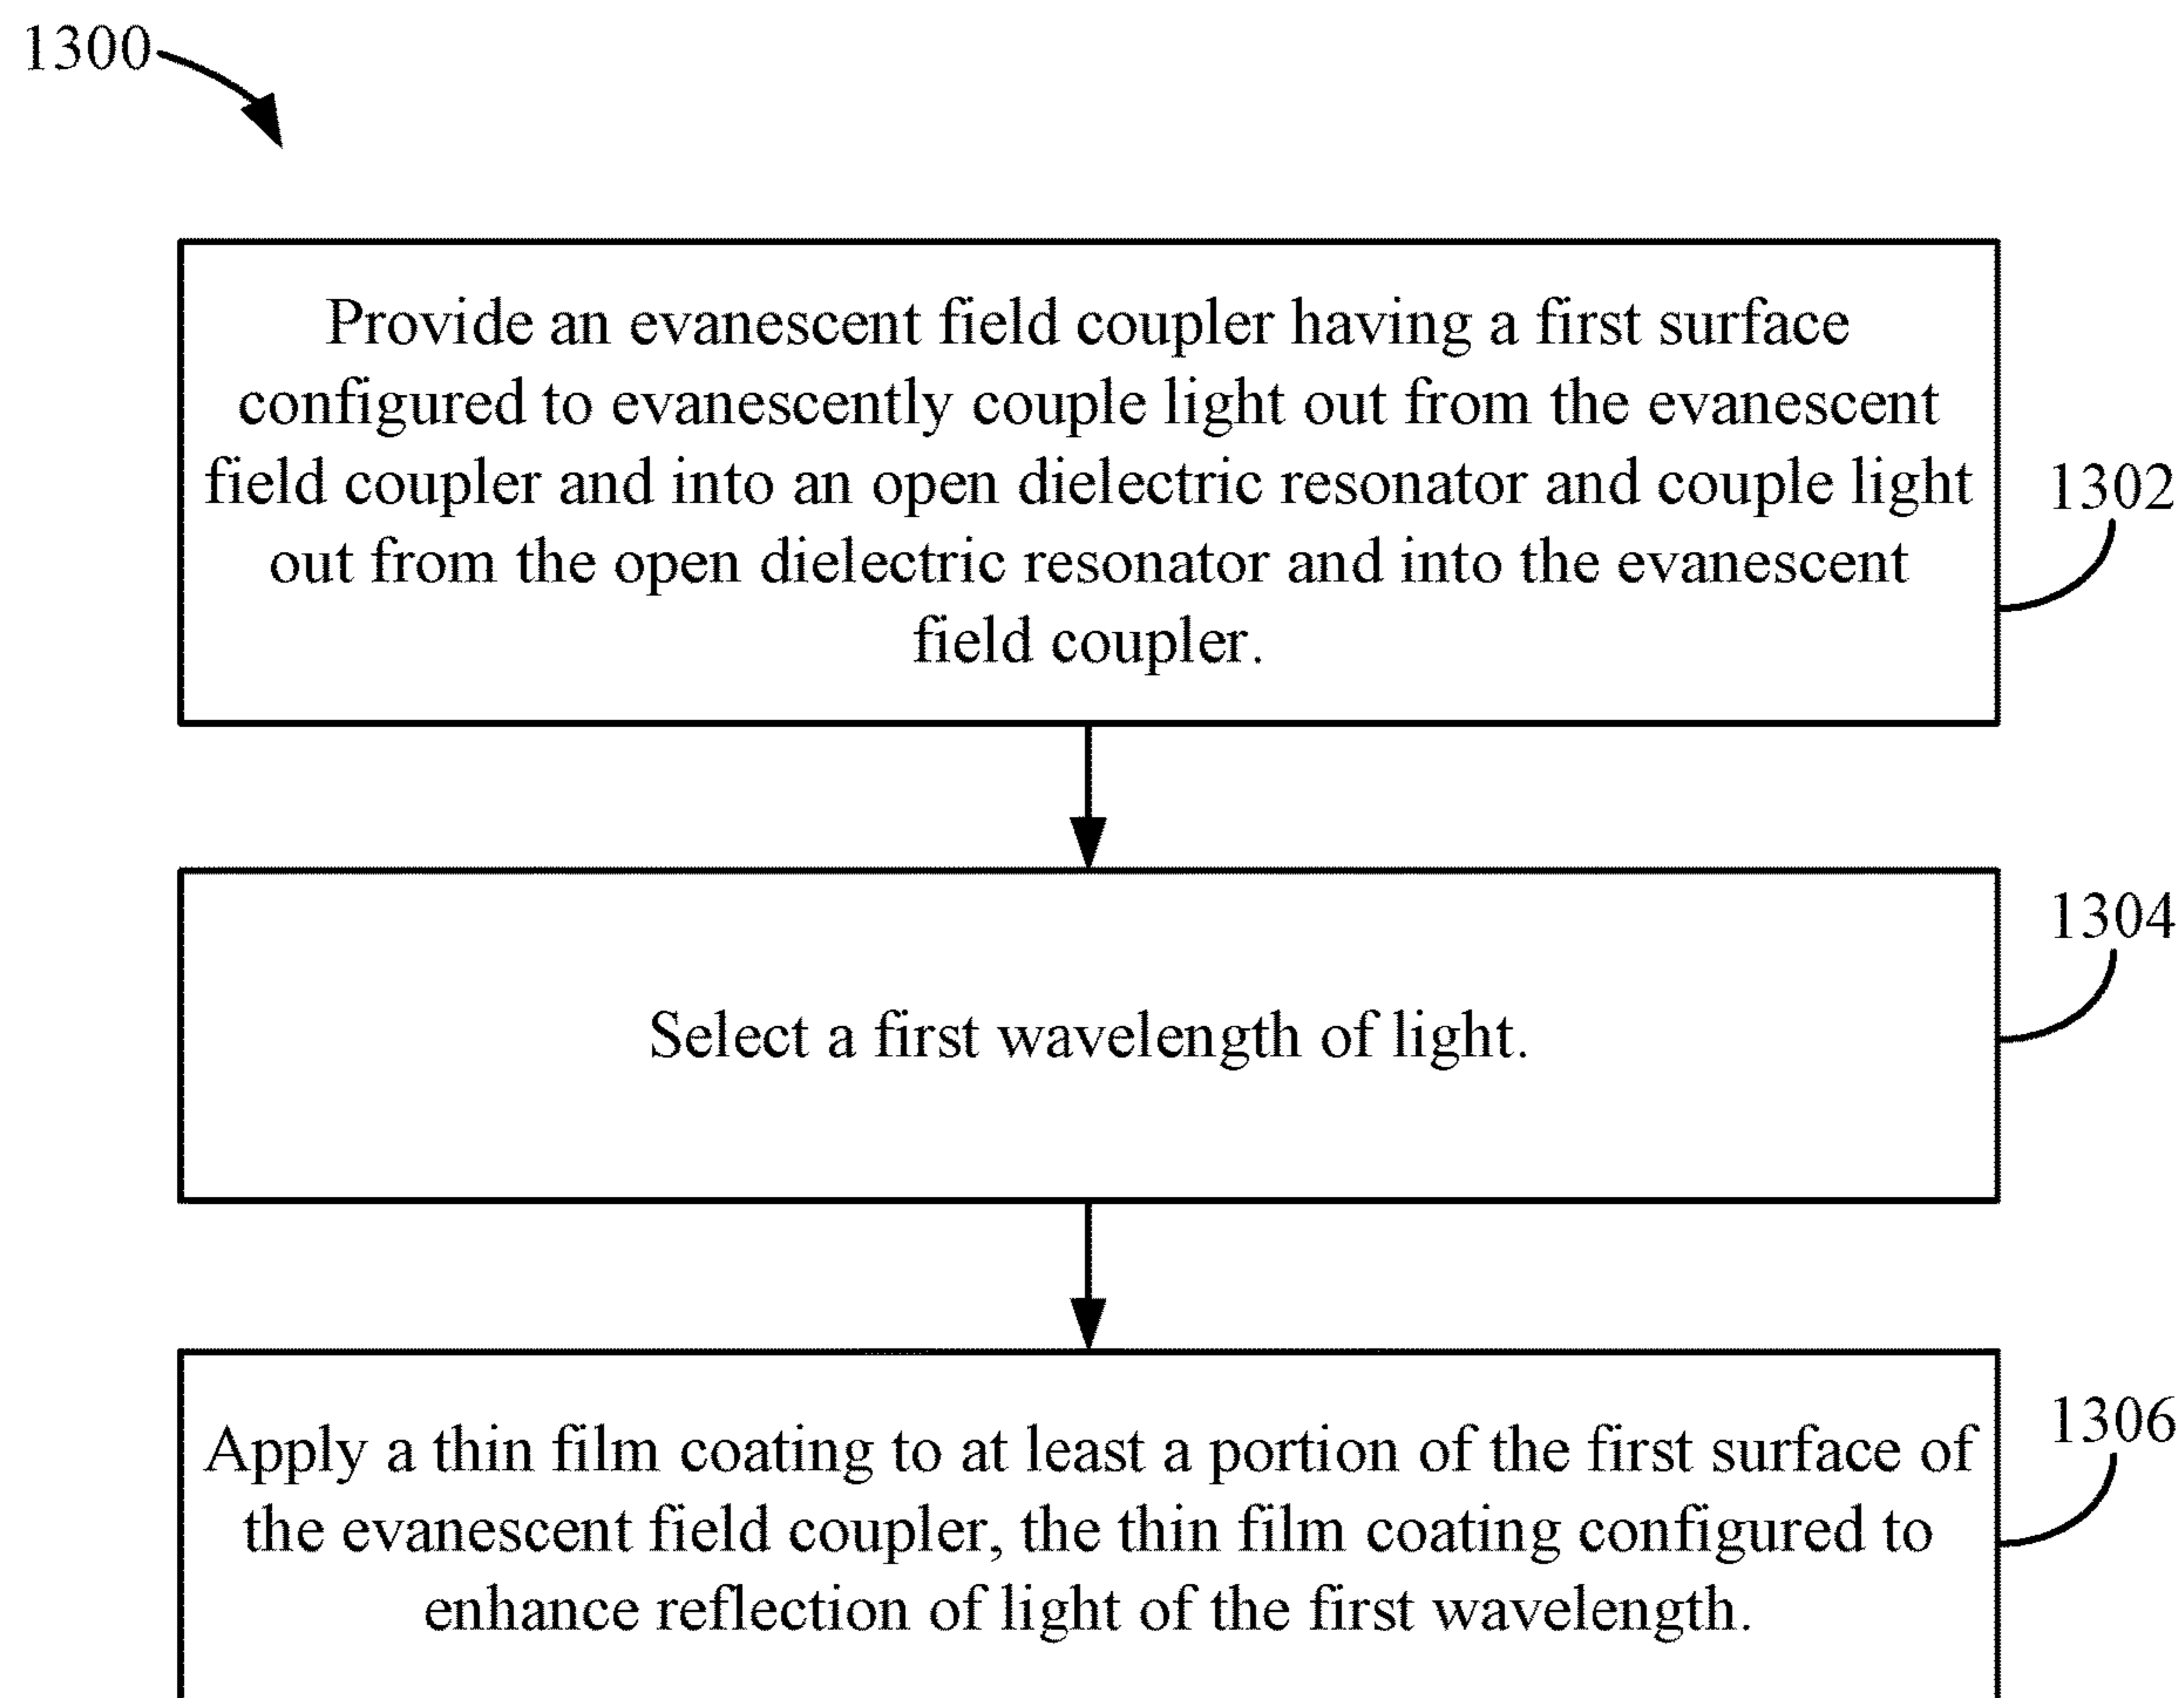 1300
Provide an evanescent field coupler having a first surface
configured to evanescently couple light out from the evanescent
field coupler and into an open dielectric resonator and couple light
out from the open dielectric resonator and into the evanescent
field coupler.
1302
Select a first wavelength of light.
1304
Apply a thin film coating to at least a portion of the first surface of
the evanescent field coupler, the thin film coating configured to
enhance reflection of light of the first wavelength.
1306